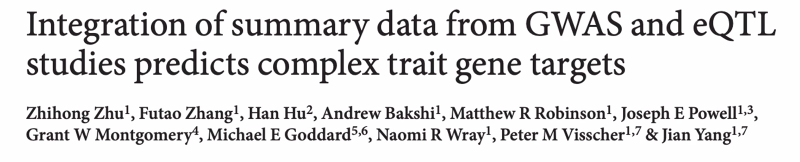 Integration of summary data from GWAS and eQTL
studies predicts complex trait gene targets
Zhihong Zhu1, Futao Zhang1, Han Hu2, Andrew Bakshi1, Matthew R Robinson1, Joseph E Powell1,3,
Grant W Montgomery4, Michael E Goddard5,6, Naomi R Wray1, Peter M Visscher1,7 & Jian Yang1,7